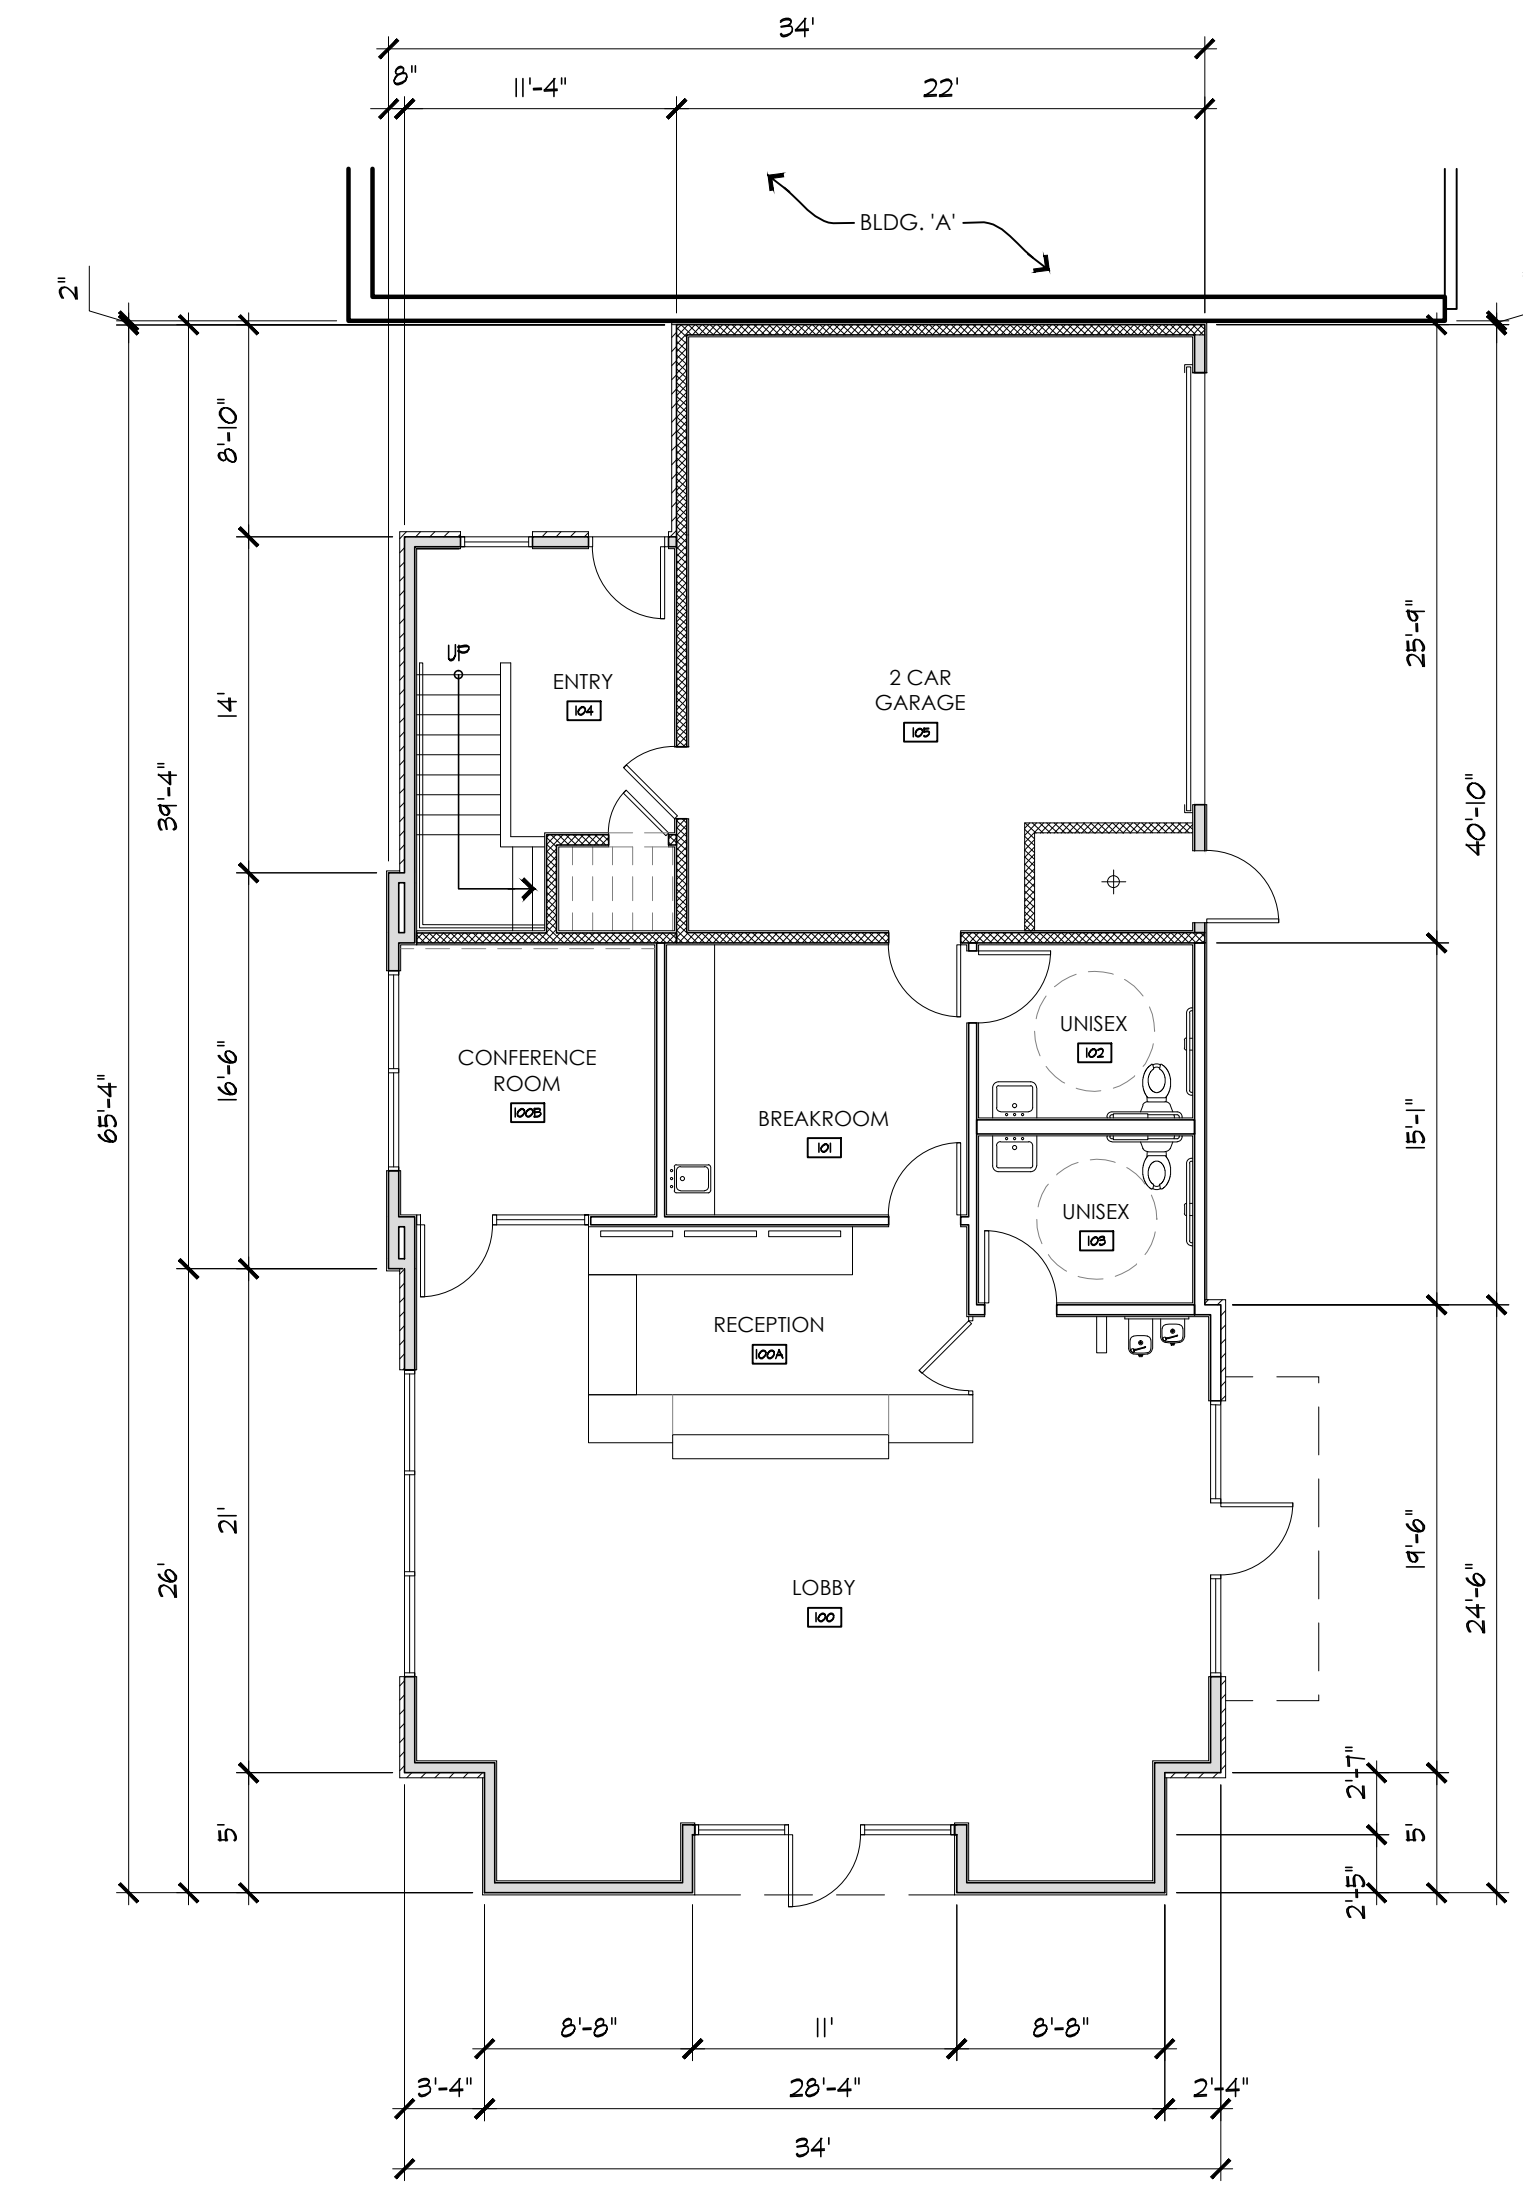 34'
8"
11'-4"
22'
BLDG. 'A'
2"
8'-10"
25'-9"
UP
ENTRY
104
2 CAR
GARAGE
105
14'
39'-4"
40'-10"
CONFERENCE
ROOM
100B
UNISEX
102
16'-6"
65'-4"
BREAKROOM
101
15'-1"
UNISEX
103
RECEPTION
100A
21'
26'
LOBBY
100
19'-6"
24'-6"
2'-7"
5'
5'
2'-5"
8'-8"
11'
8'-8"
3'-4"
28'-4"
2'-4"
34'